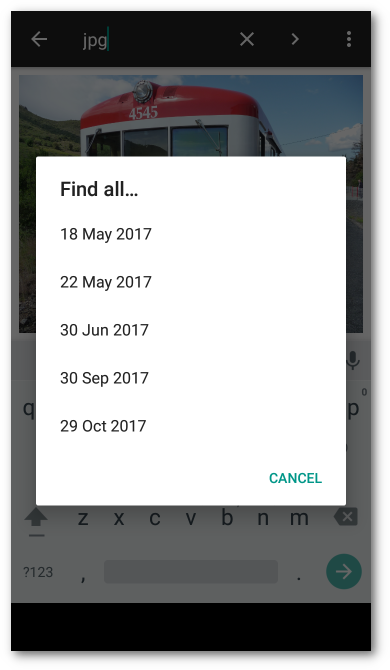 jpg
4545
Find all…
18 May 2017
22 May 2017
30 Jun 2017
30 Sep 2017
29 Oct 2017
CANCEL
q p 0
z x c v b n m
?123 , .